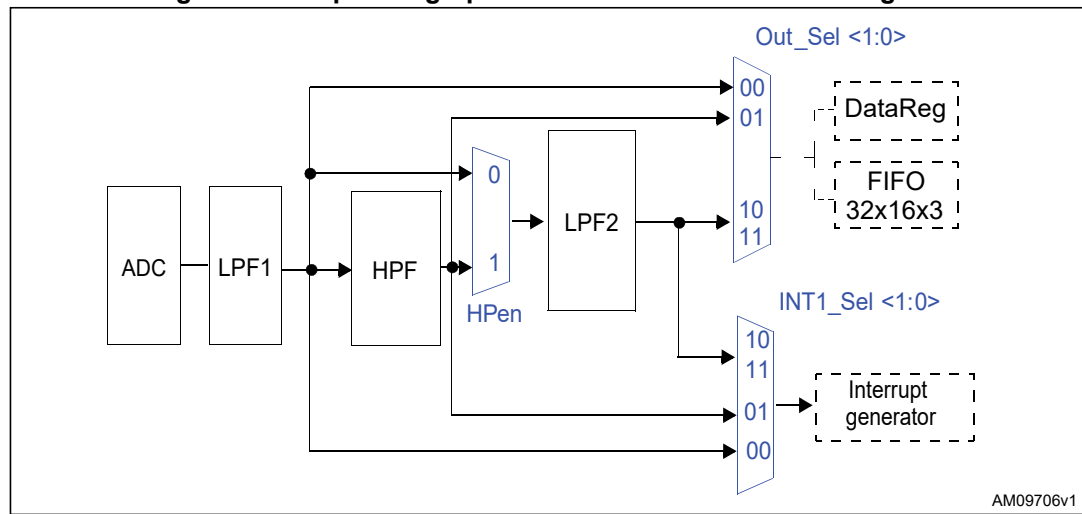 Out_Sel <1:0>
00
01
10
11
DataReg
FIFO
32x16x3
ADC
LPF1
HPF
0
1
HPen
LPF2
INT1_Sel <1:0>
10
11
01
00
Interrupt
generator
AM09706v1